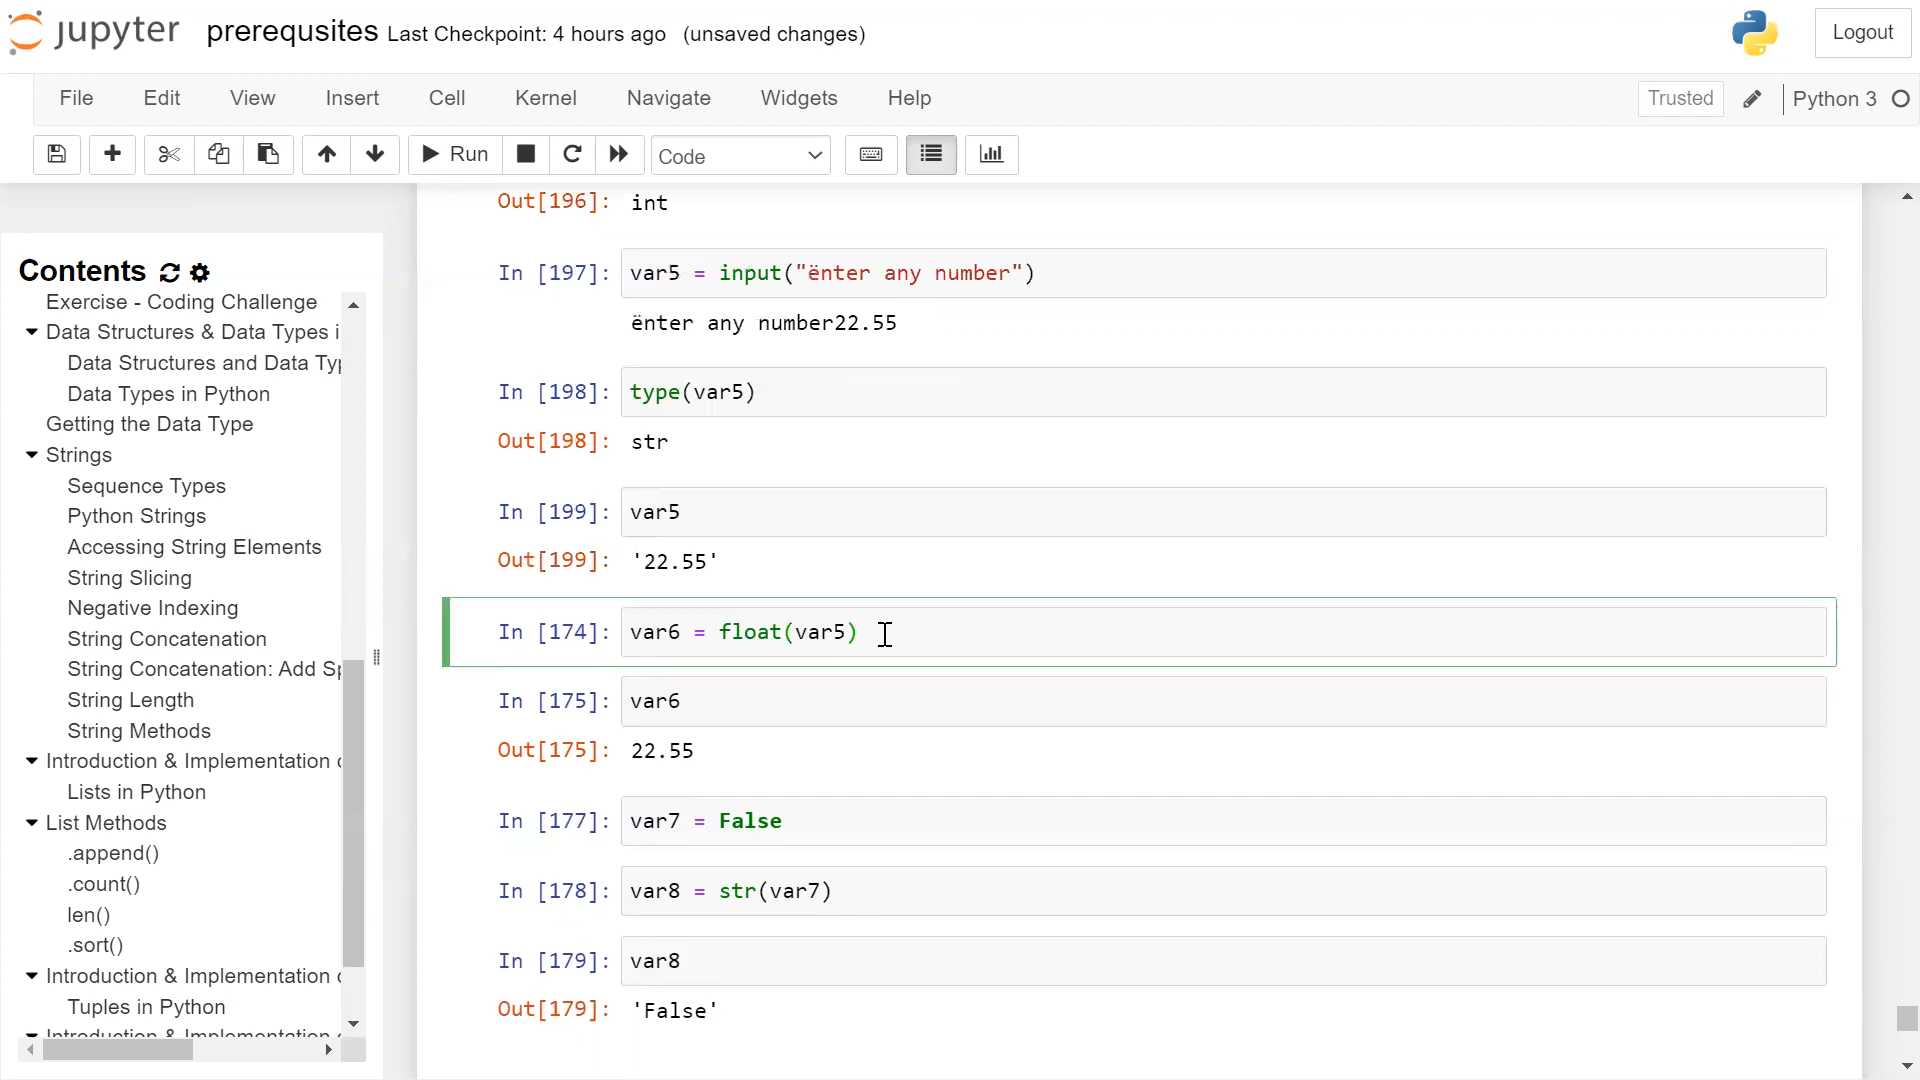 jupyter prerequsites Last Checkpoint: 4 hours ago (unsaved changes) Logout
File Edit View Insert Cell Kernel Navigate Widgets Help Trusted Python 3
Run Code
Contents
Exercise - Coding Challenge
Data Structures & Data Types i
Data Structures and Data Typ
Data Types in Python
Getting the Data Type
Strings
Sequence Types
Python Strings
Accessing String Elements
String Slicing
Negative Indexing
String Concatenation
String Concatenation: Add Sp
String Length
String Methods
Introduction & Implementation
Lists in Python
List Methods
.append()
.count()
len()
.sort()
Introduction & Implementation
Tuples in Python
Introduction & Implementation
Out[196]: int
In [197]: var5 = input("ënter any number")
ënter any number22.55
In [198]: type(var5)
Out[198]: str
In [199]: var5
Out[199]: '22.55'
In [174]: var6 = float(var5)
In [175]: var6
Out[175]: 22.55
In [177]: var7 = False
In [178]: var8 = str(var7)
In [179]: var8
Out[179]: 'False'